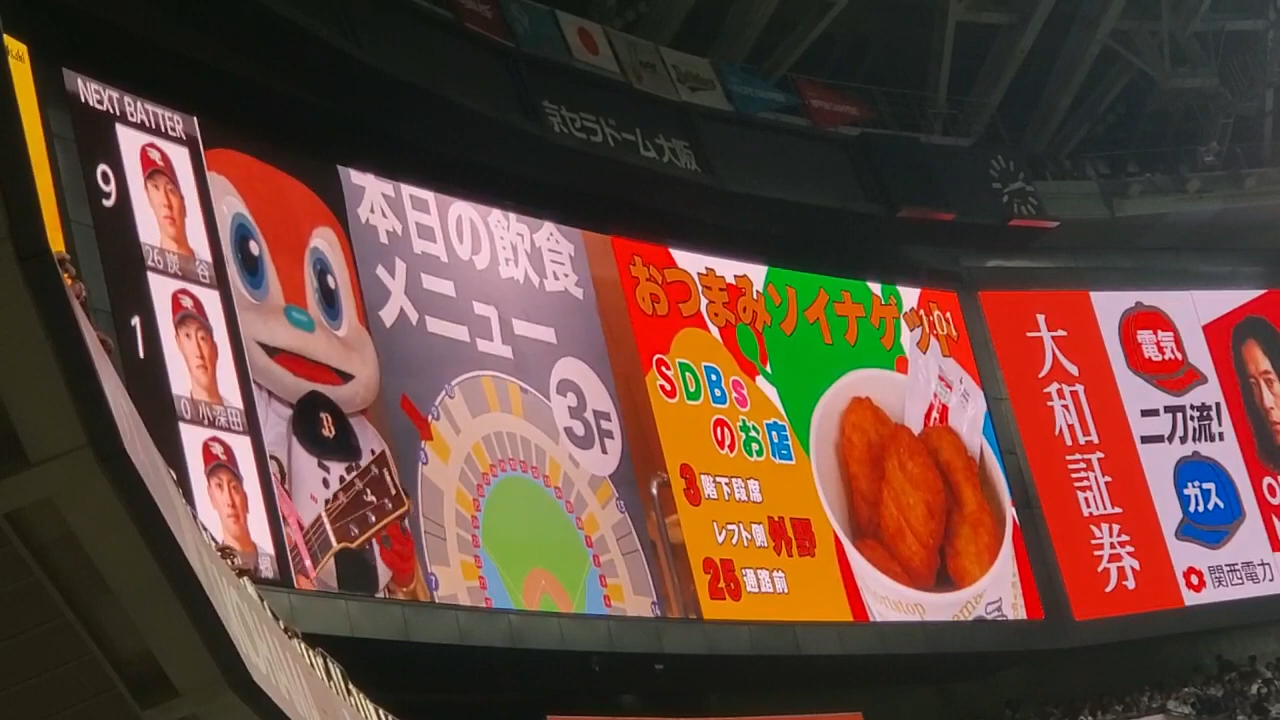 京セラドーム大阪
NEXT BATTER
9
26 炭谷
1
0 小深田
本日の飲食
メニュー
3F
おつまみソイナゲット
SDBs
のお店
3階下段席
レフト側外野
25通路前
大和証券
電気
二刀流!
ガス
関西電力